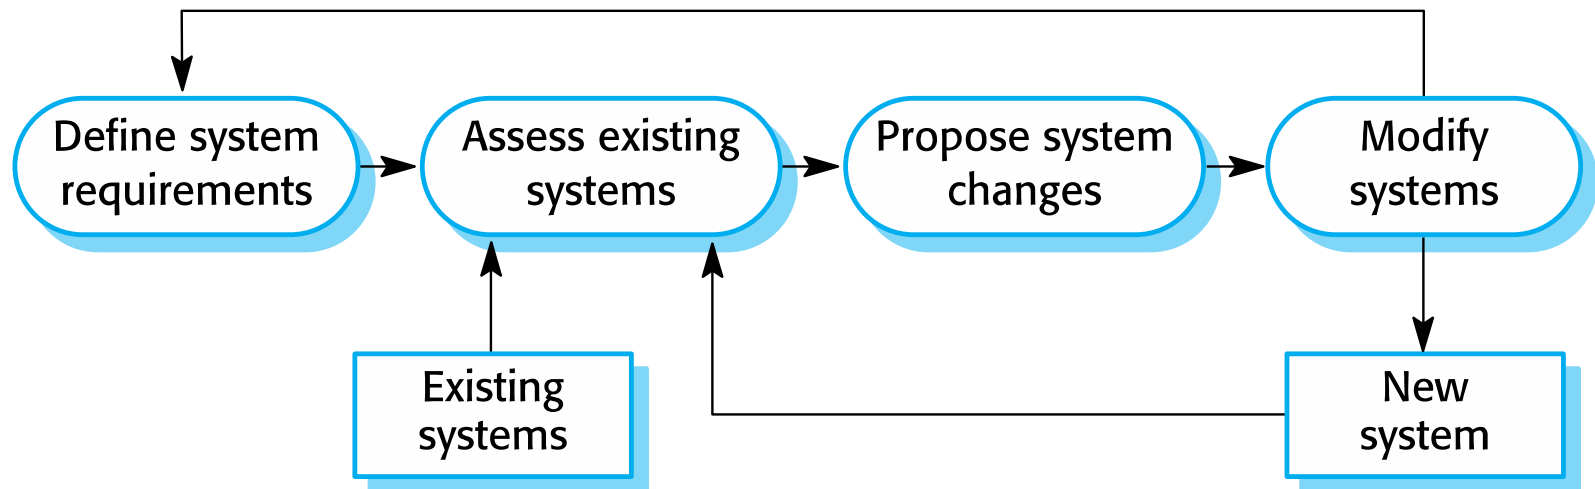 Define system
requirements
Assess existing
systems
Propose system
changes
Modify
systems
Existing
systems
New
system